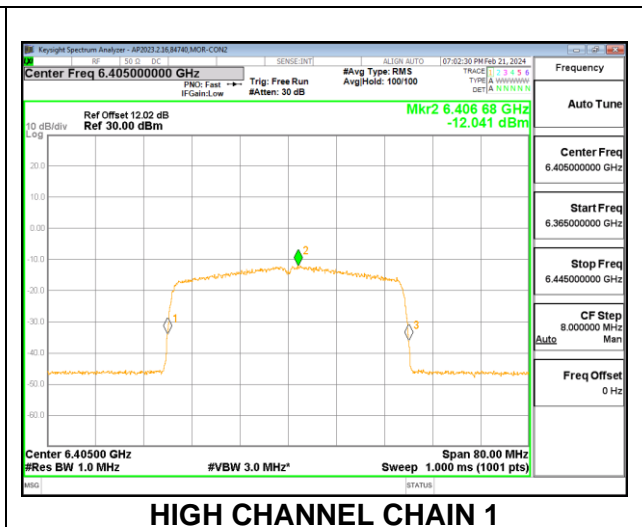 Keysight Spectrum Analyzer - AP2023.2.16,84740,MOR-CON2
RF 50 Ω DC SENSE:INT ALIGN AUTO 07:02:30 PM Feb 21, 2024
Center Freq 6.405000000 GHz
PNO: Fast
IFGain:Low
Trig: Free Run
#Atten: 30 dB
#Avg Type: RMS
Avg|Hold: 100/100
TRACE 1 2 3 4 5 6
TYPE A WWWWW
DET A N N N N N
Frequency
Ref Offset 12.02 dB
10 dB/div Ref 30.00 dBm
Log
Mkr2 6.406 68 GHz
-12.041 dBm
Auto Tune
Center Freq
6.405000000 GHz
Start Freq
6.365000000 GHz
Stop Freq
6.445000000 GHz
CF Step
8.000000 MHz
Auto Man
Freq Offset
0 Hz
20.0
10.0
0.00
-10.0
-20.0
-30.0
-40.0
-50.0
-60.0
1
2
3
Center 6.40500 GHz Span 80.00 MHz
#Res BW 1.0 MHz #VBW 3.0 MHz* Sweep 1.000 ms (1001 pts)
MSG STATUS
HIGH CHANNEL CHAIN 1